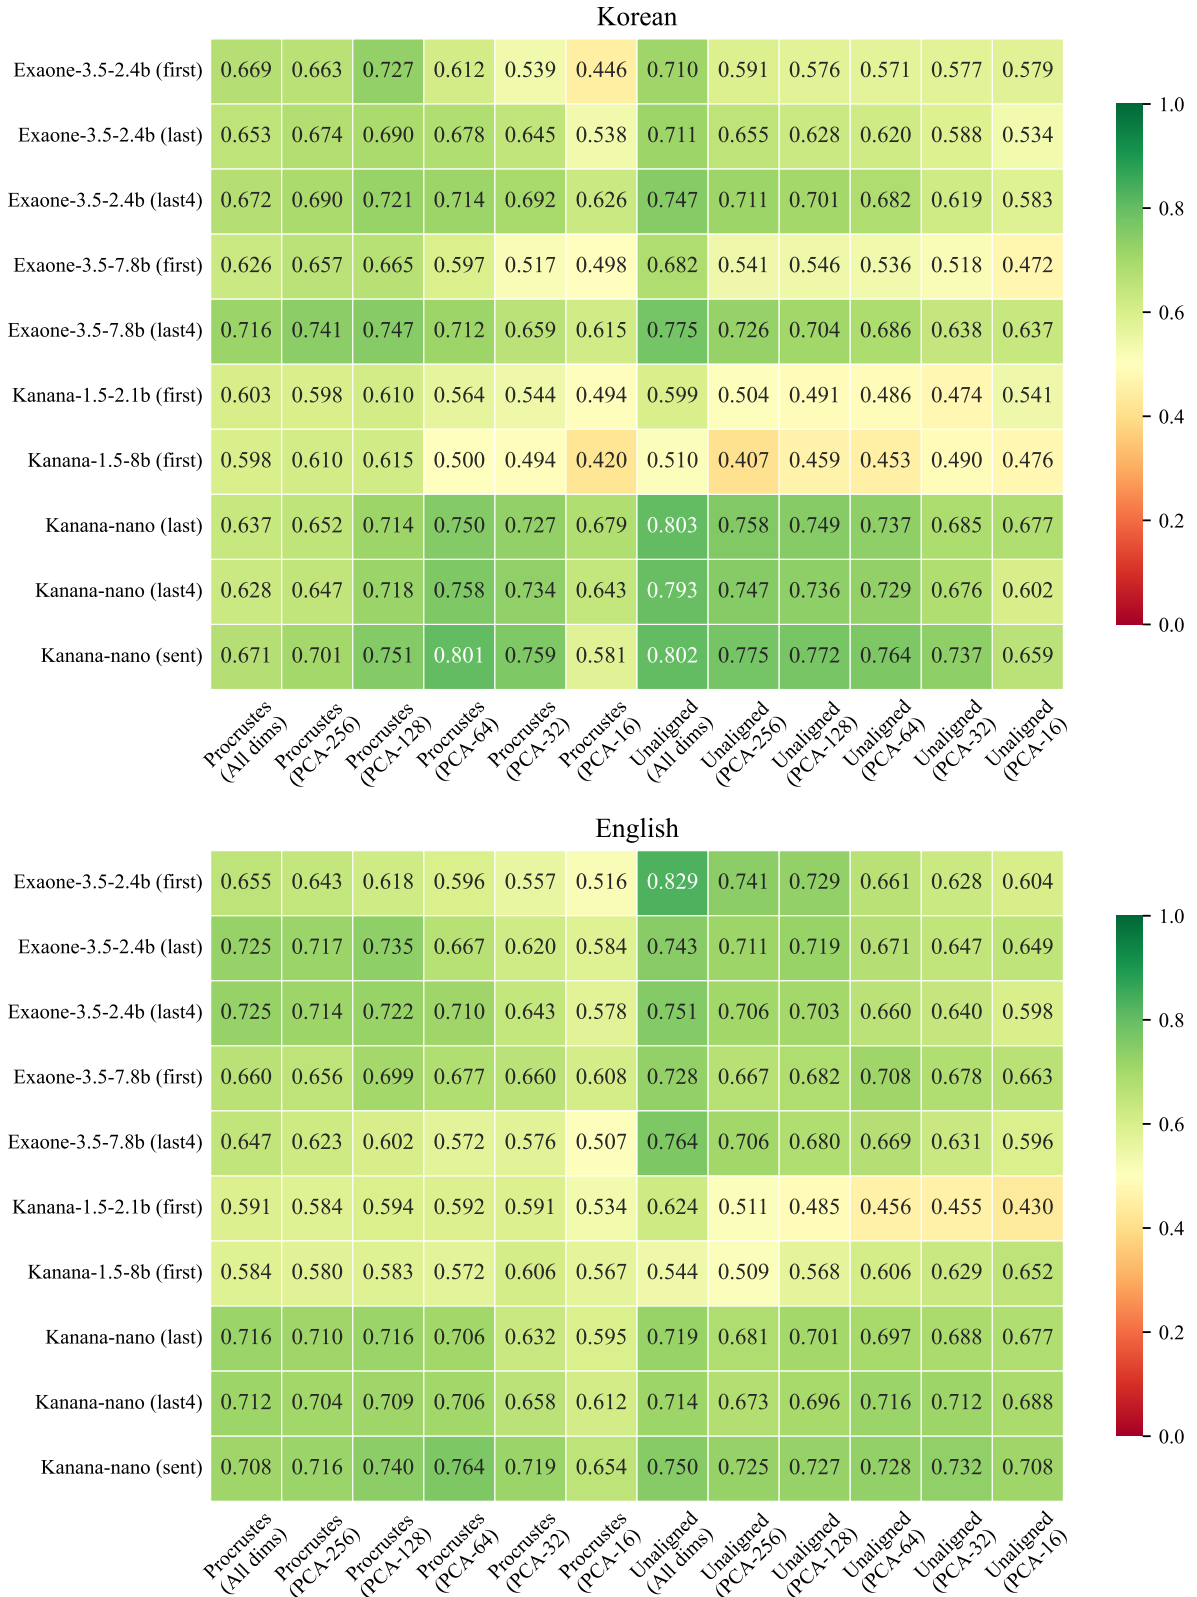 Korean
Exaone-3.5-2.4b (first) 0.669 0.663 0.727 0.612 0.539 0.446 0.710 0.591 0.576 0.571 0.577 0.579
Exaone-3.5-2.4b (last) 0.653 0.674 0.690 0.678 0.645 0.538 0.711 0.655 0.628 0.620 0.588 0.534
Exaone-3.5-2.4b (last4) 0.672 0.690 0.721 0.714 0.692 0.626 0.747 0.711 0.701 0.682 0.619 0.583
Exaone-3.5-7.8b (first) 0.626 0.657 0.665 0.597 0.517 0.498 0.682 0.541 0.546 0.536 0.518 0.472
Exaone-3.5-7.8b (last4) 0.716 0.741 0.747 0.712 0.659 0.615 0.775 0.726 0.704 0.686 0.638 0.637
Kanana-1.5-2.1b (first) 0.603 0.598 0.610 0.564 0.544 0.494 0.599 0.504 0.491 0.486 0.474 0.541
Kanana-1.5-8b (first) 0.598 0.610 0.615 0.500 0.494 0.420 0.510 0.407 0.459 0.453 0.490 0.476
Kanana-nano (last) 0.637 0.652 0.714 0.750 0.727 0.679 0.803 0.758 0.749 0.737 0.685 0.677
Kanana-nano (last4) 0.628 0.647 0.718 0.758 0.734 0.643 0.793 0.747 0.736 0.729 0.676 0.602
Kanana-nano (sent) 0.671 0.701 0.751 0.801 0.759 0.581 0.802 0.775 0.772 0.764 0.737 0.659
Procrustes
(All dims)
Procrustes
(PCA-256)
Procrustes
(PCA-128)
Procrustes
(PCA-64)
Procrustes
(PCA-32)
Procrustes
(PCA-16)
Unaligned
(All dims)
Unaligned
(PCA-256)
Unaligned
(PCA-128)
Unaligned
(PCA-64)
Unaligned
(PCA-32)
Unaligned
(PCA-16)
1.0
0.8
0.6
0.4
0.2
0.0
English
Exaone-3.5-2.4b (first) 0.655 0.643 0.618 0.596 0.557 0.516 0.829 0.741 0.729 0.661 0.628 0.604
Exaone-3.5-2.4b (last) 0.725 0.717 0.735 0.667 0.620 0.584 0.743 0.711 0.719 0.671 0.647 0.649
Exaone-3.5-2.4b (last4) 0.725 0.714 0.722 0.710 0.643 0.578 0.751 0.706 0.703 0.660 0.640 0.598
Exaone-3.5-7.8b (first) 0.660 0.656 0.699 0.677 0.660 0.608 0.728 0.667 0.682 0.708 0.678 0.663
Exaone-3.5-7.8b (last4) 0.647 0.623 0.602 0.572 0.576 0.507 0.764 0.706 0.680 0.669 0.631 0.596
Kanana-1.5-2.1b (first) 0.591 0.584 0.594 0.592 0.591 0.534 0.624 0.511 0.485 0.456 0.455 0.430
Kanana-1.5-8b (first) 0.584 0.580 0.583 0.572 0.606 0.567 0.544 0.509 0.568 0.606 0.629 0.652
Kanana-nano (last) 0.716 0.710 0.716 0.706 0.632 0.595 0.719 0.681 0.701 0.697 0.688 0.677
Kanana-nano (last4) 0.712 0.704 0.709 0.706 0.658 0.612 0.714 0.673 0.696 0.716 0.712 0.688
Kanana-nano (sent) 0.708 0.716 0.740 0.764 0.719 0.654 0.750 0.725 0.727 0.728 0.732 0.708
Procrustes
(All dims)
Procrustes
(PCA-256)
Procrustes
(PCA-128)
Procrustes
(PCA-64)
Procrustes
(PCA-32)
Procrustes
(PCA-16)
Unaligned
(All dims)
Unaligned
(PCA-256)
Unaligned
(PCA-128)
Unaligned
(PCA-64)
Unaligned
(PCA-32)
Unaligned
(PCA-16)
1.0
0.8
0.6
0.4
0.2
0.0